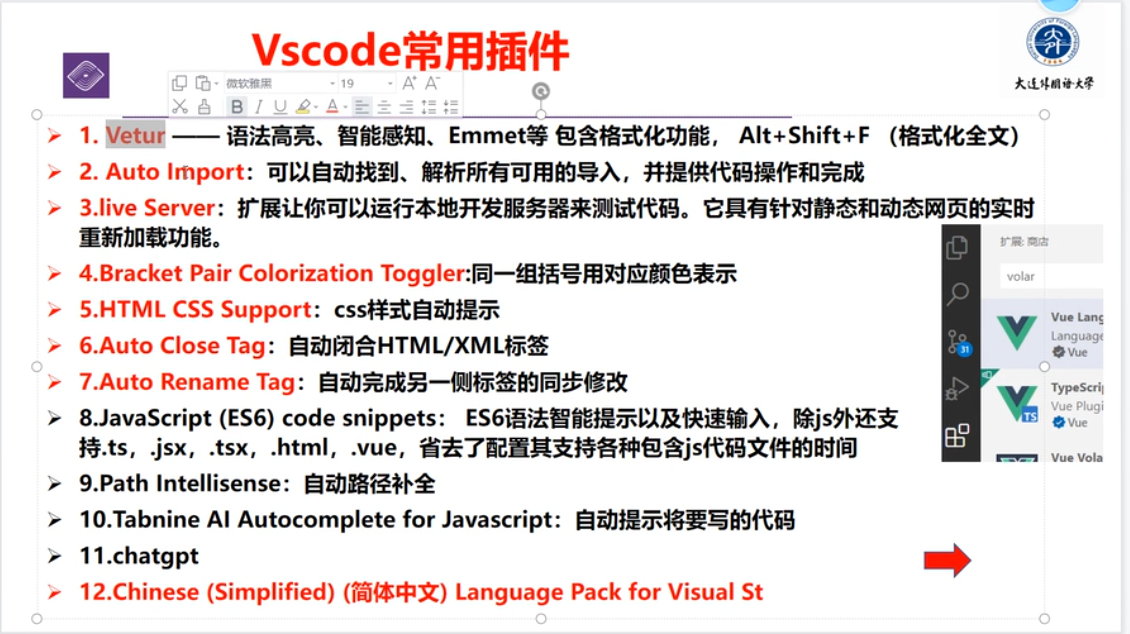 Vscode常用插件
大连外国语大学
微软雅黑 19 A+ A-
B I U A
1. Vetur —— 语法高亮、智能感知、Emmet等 包含格式化功能， Alt+Shift+F （格式化全文）
2. Auto Import：可以自动找到、解析所有可用的导入，并提供代码操作和完成
3.live Server：扩展让你可以运行本地开发服务器来测试代码。它具有针对静态和动态网页的实时
重新加载功能。
4.Bracket Pair Colorization Toggler:同一组括号用对应颜色表示
5.HTML CSS Support：css样式自动提示
6.Auto Close Tag：自动闭合HTML/XML标签
7.Auto Rename Tag：自动完成另一侧标签的同步修改
8.JavaScript (ES6) code snippets： ES6语法智能提示以及快速输入，除js外还支
持.ts，.jsx，.tsx，.html，.vue，省去了配置其支持各种包含js代码文件的时间
9.Path Intellisense：自动路径补全
10.Tabnine AI Autocomplete for Javascript：自动提示将要写的代码
11.chatgpt
12.Chinese (Simplified) (简体中文) Language Pack for Visual St
扩展: 商店
volar
Vue Lang
Language
Vue
31
TypeScrip
Vue Plugi
TS
Vue
Vue Vola